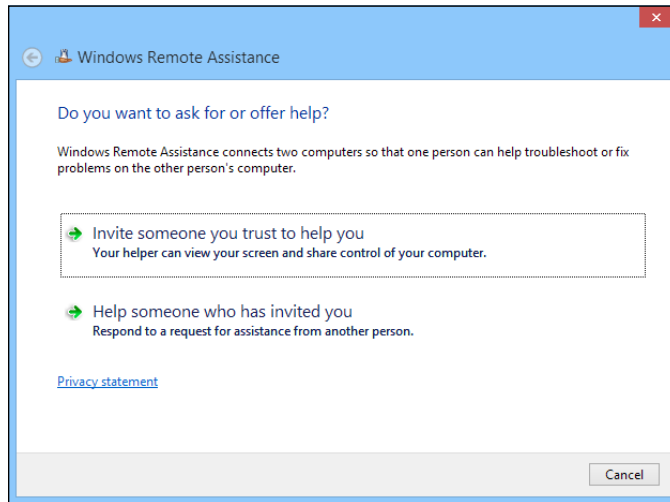 Windows Remote Assistance
Do you want to ask for or offer help?
Windows Remote Assistance connects two computers so that one person can help troubleshoot or fix
problems on the other person's computer.
Invite someone you trust to help you
Your helper can view your screen and share control of your computer.
Help someone who has invited you
Respond to a request for assistance from another person.
Privacy statement
Cancel